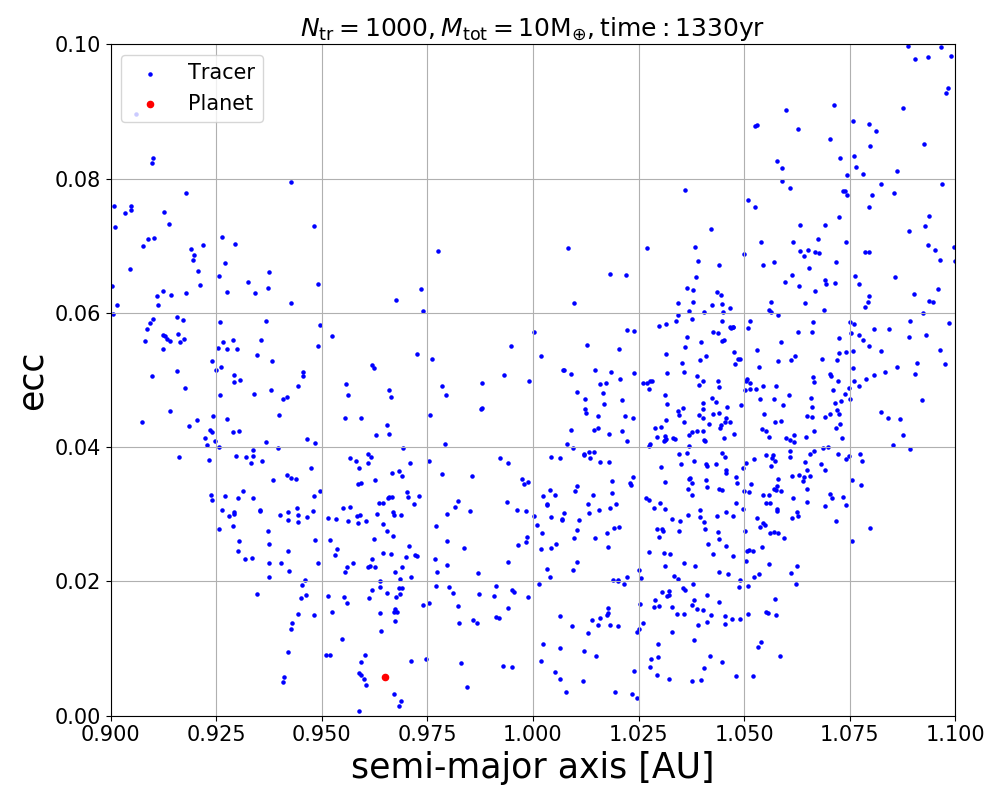 N_tr = 1000, M_tot = 10M_⊕, time : 1330yr
Tracer
Planet
0.10
0.08
0.06
0.04
0.02
0.00
ecc
0.900 0.925 0.950 0.975 1.000 1.025 1.050 1.075 1.100
semi-major axis [AU]